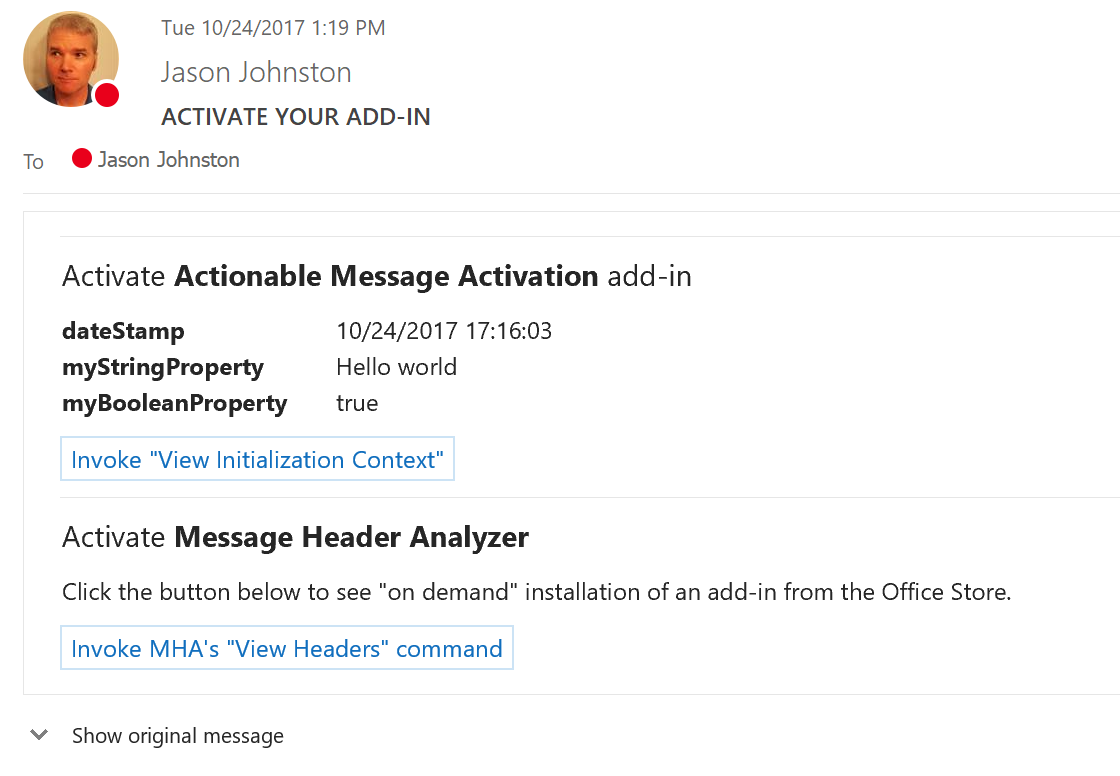 Tue 10/24/2017 1:19 PM
Jason Johnston
ACTIVATE YOUR ADD-IN
To Jason Johnston
Activate Actionable Message Activation add-in
dateStamp 10/24/2017 17:16:03
myStringProperty Hello world
myBooleanProperty true
Invoke "View Initialization Context"
Activate Message Header Analyzer
Click the button below to see "on demand" installation of an add-in from the Office Store.
Invoke MHA's "View Headers" command
Show original message